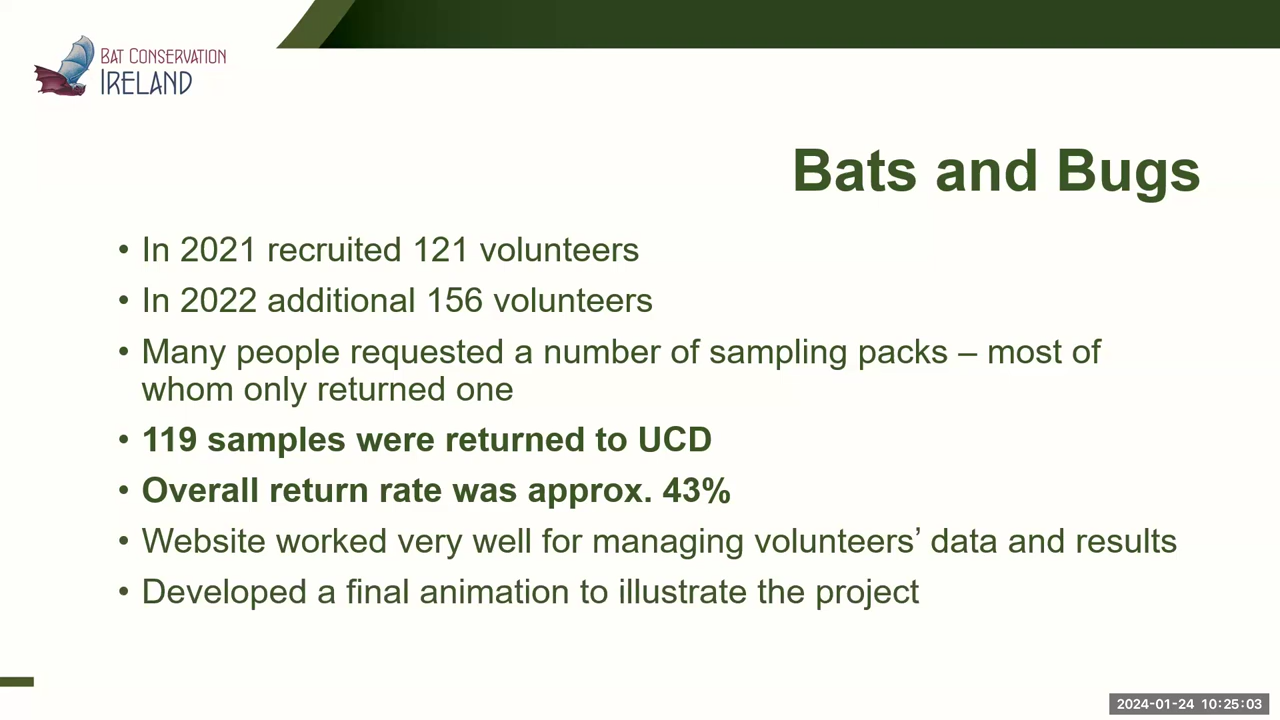 BAT CONSERVATION
IRELAND
Bats and Bugs
• In 2021 recruited 121 volunteers
• In 2022 additional 156 volunteers
• Many people requested a number of sampling packs – most of
whom only returned one
• 119 samples were returned to UCD
• Overall return rate was approx. 43%
• Website worked very well for managing volunteers’ data and results
• Developed a final animation to illustrate the project
2024-01-24 10:25:03